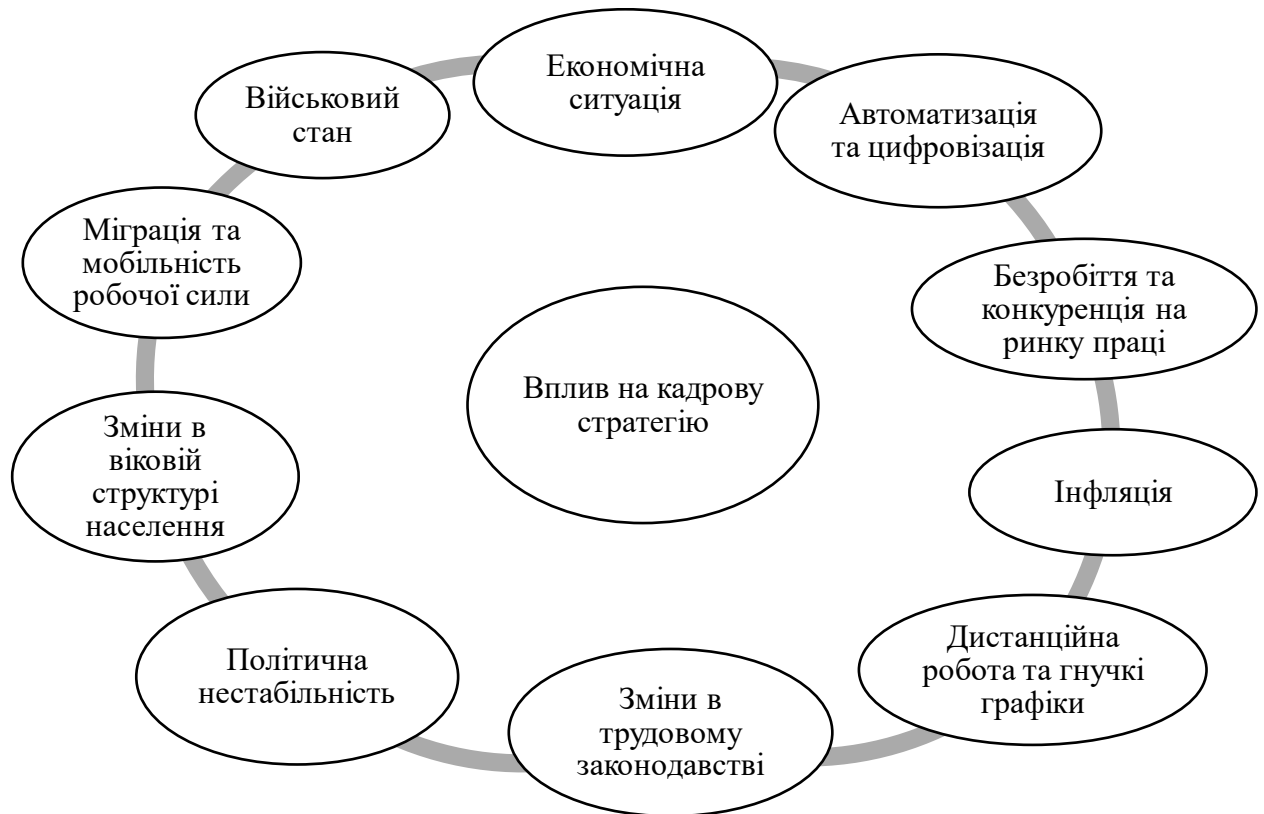 Економічна
ситуація
Автоматизація
та цифровізація
Безробіття та
конкуренція на
ринку праці
Інфляція
Дистанційна
робота та гнучкі
графіки
Зміни в
трудовому
законодавстві
Політична
нестабільність
Зміни в
віковій
структурі
населення
Міграція та
мобільність
робочої сили
Військовий
стан
Вплив на кадрову
стратегію